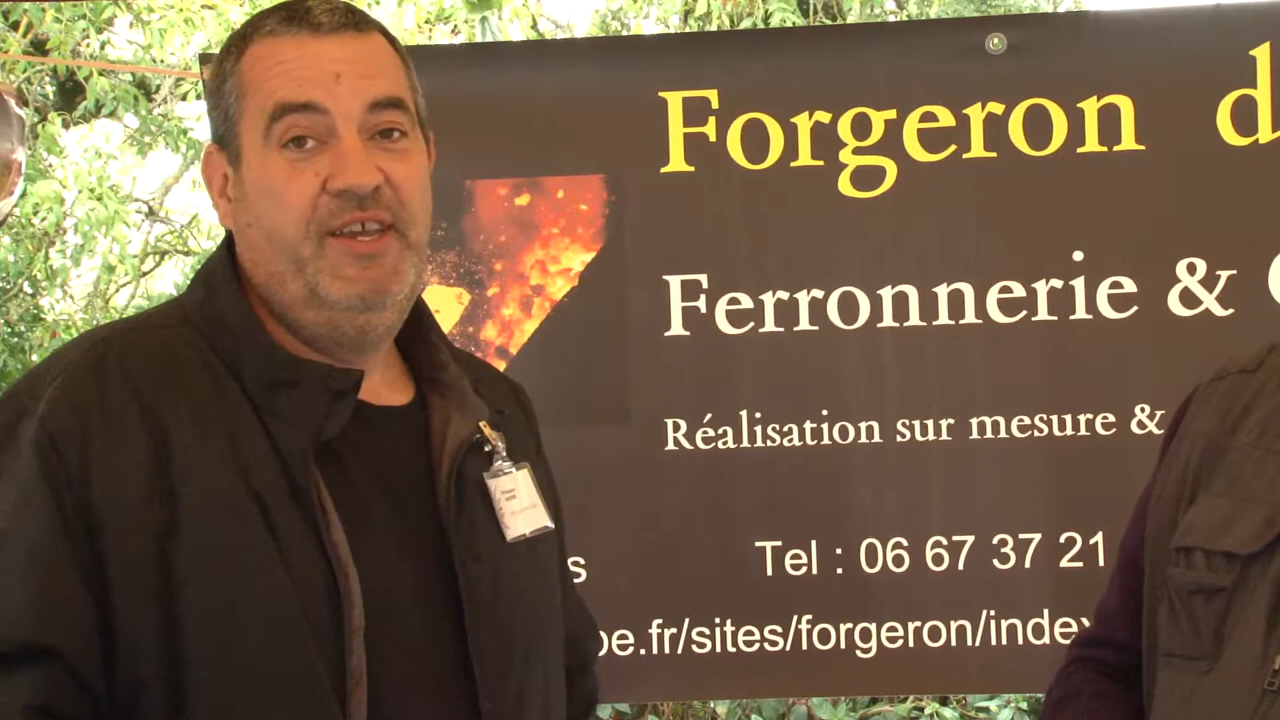 Forgeron d
Ferronnerie &
Réalisation sur mesure &
s Tel : 06 67 37 21
pe.fr/sites/forgeron/index